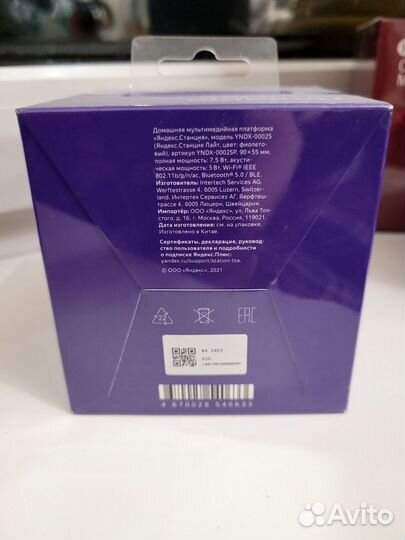 Домашняя мультимедийная платформа
«Яндекс.Станция», модель YNDX-00025
(Яндекс.Станция Лайт, цвет: фиолето-
вый), артикул YNDX-00025P. 90 × 55 мм,
полная мощность: 7,5 Вт, акусти-
ческая мощность: 5 Вт, Wi-Fi® IEEE
802.11b/g/n/ac. Bluetooth® 5.0 / BLE.
Изготовитель: Intertech Services AG,
Werftestrasse 4, 6005 Luzern, Switzer-
land. Интертех Сервисез АГ, Верфтеш-
трассе 4, 6005 Люцерн, Швейцария.
Импортёр: ООО «Яндекс», ул. Льва Тол-
стого, д. 16, г. Москва, Россия, 119021.
Дата изготовления: см. на упаковке.
Изготовлено в Китае.
Сертификаты, декларация, руковод-
ство пользователя и подробности
о подписке Яндекс.Плюс:
yandex.ru/support/station-lite.
© ООО «Яндекс», 2021
22
EAC
4 670028 540633
Avito